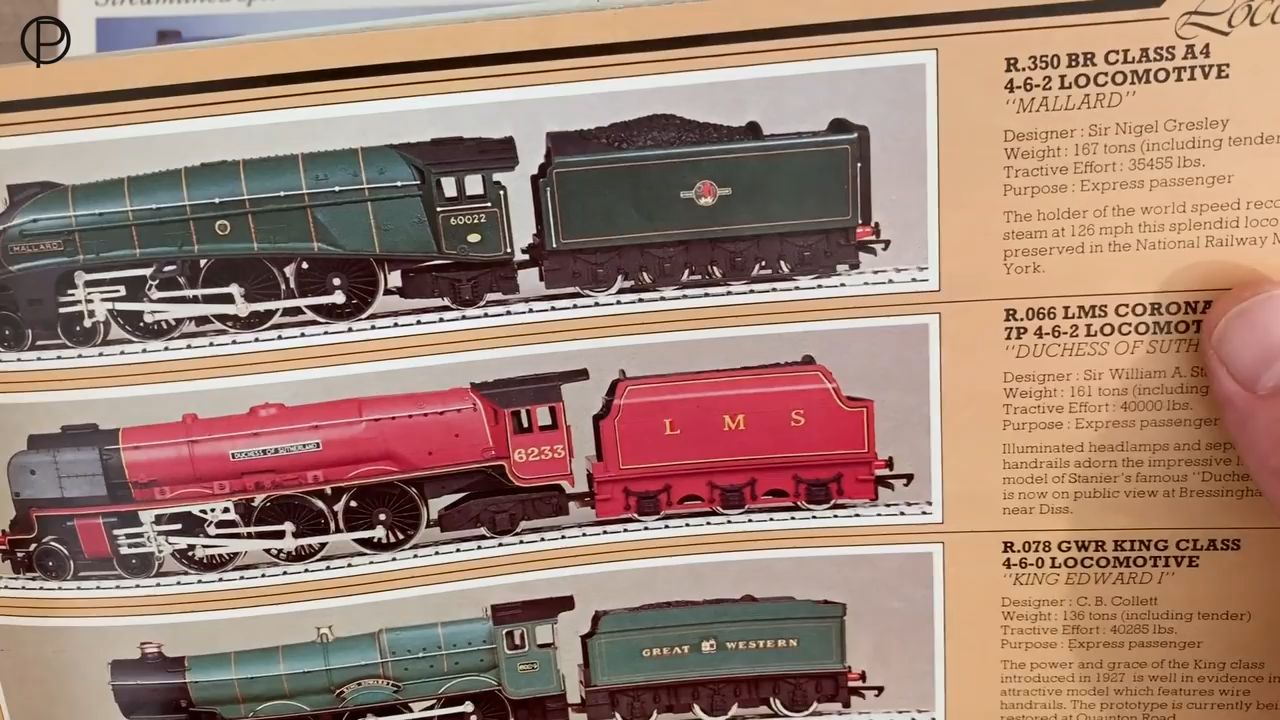 R.350 BR CLASS A4
4-6-2 LOCOMOTIVE
"MALLARD"
Designer : Sir Nigel Gresley
Weight : 167 tons (including tender
Tractive Effort : 35455 lbs.
Purpose : Express passenger
The holder of the world speed reco
steam at 126 mph this splendid loco
preserved in the National Railway M
York.
MALLARD
60022
R.066 LMS CORONA
7P 4-6-2 LOCOMOT
"DUCHESS OF SUTH
Designer : Sir William A. St
Weight : 161 tons (including
Tractive Effort : 40000 lbs.
Purpose : Express passenger
Illuminated headlamps and sep
handrails adorn the impressive
model of Stanier's famous "Duche
is now on public view at Bressingha
near Diss.
DUCHESS OF SUTHERLAND
6233
L M S
R.078 GWR KING CLASS
4-6-0 LOCOMOTIVE
"KING EDWARD I"
Designer : C. B. Collett
Weight : 136 tons (including tender)
Tractive Effort : 40285 lbs.
Purpose : Express passenger
The power and grace of the King class
introduced in 1927 is well in evidence in
attractive model which features wire
handrails. The prototype is currently bei
restored at Quainton Road
KING EDWARD I
GREAT WESTERN